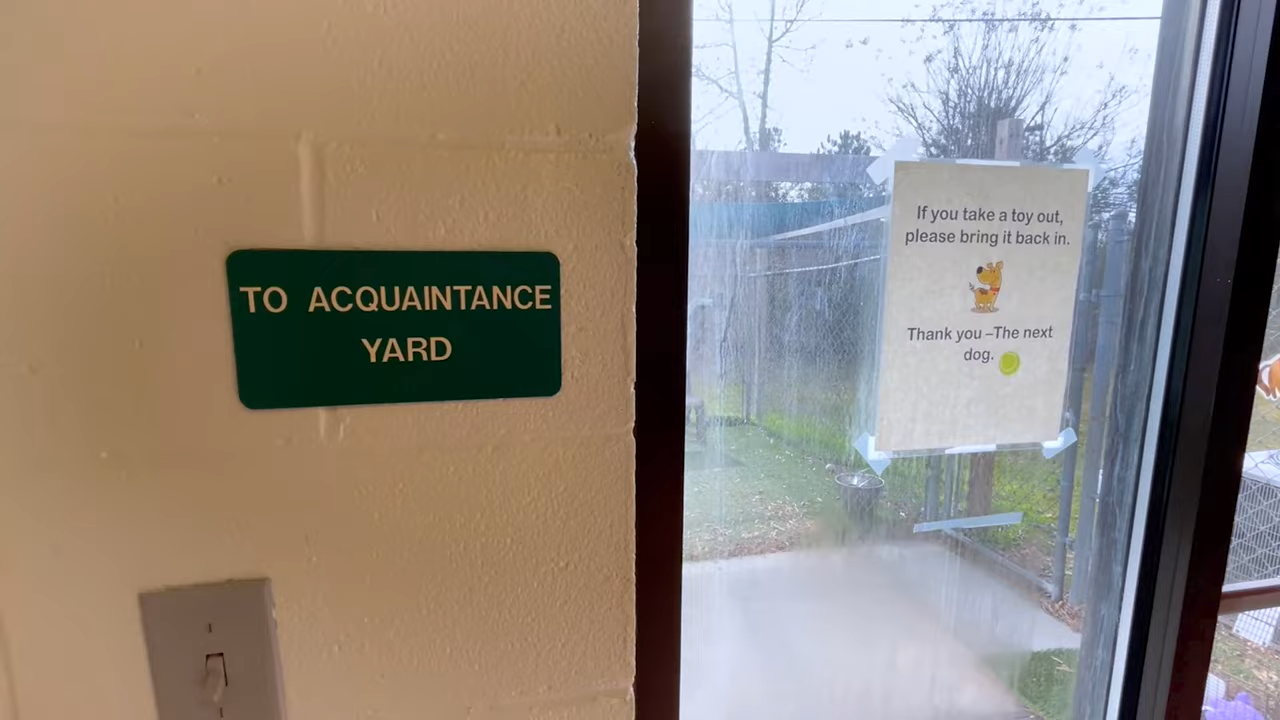 TO ACQUAINTANCE
YARD
If you take a toy out,
please bring it back in.
Thank you –The next
dog.